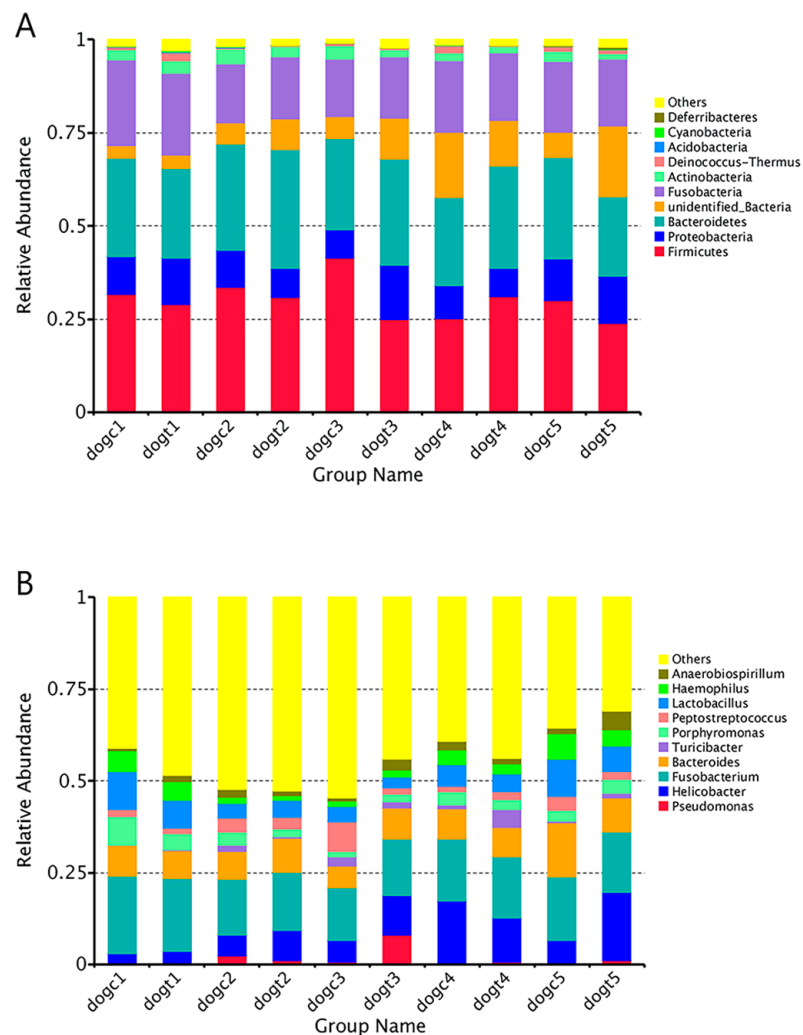 A
Relative Abundance
1
0.75
0.5
0.25
0
dogc1 dogt1 dogc2 dogt2 dogc3 dogt3 dogc4 dogt4 dogc5 dogt5
Group Name
Others
Deferribacteres
Cyanobacteria
Acidobacteria
Deinococcus-Thermus
Actinobacteria
Fusobacteria
unidentified_Bacteria
Bacteroidetes
Proteobacteria
Firmicutes
B
Relative Abundance
1
0.75
0.5
0.25
0
dogc1 dogt1 dogc2 dogt2 dogc3 dogt3 dogc4 dogt4 dogc5 dogt5
Group Name
Others
Anaerobiospirillum
Haemophilus
Lactobacillus
Peptostreptococcus
Porphyromonas
Turicibacter
Bacteroides
Fusobacterium
Helicobacter
Pseudomonas